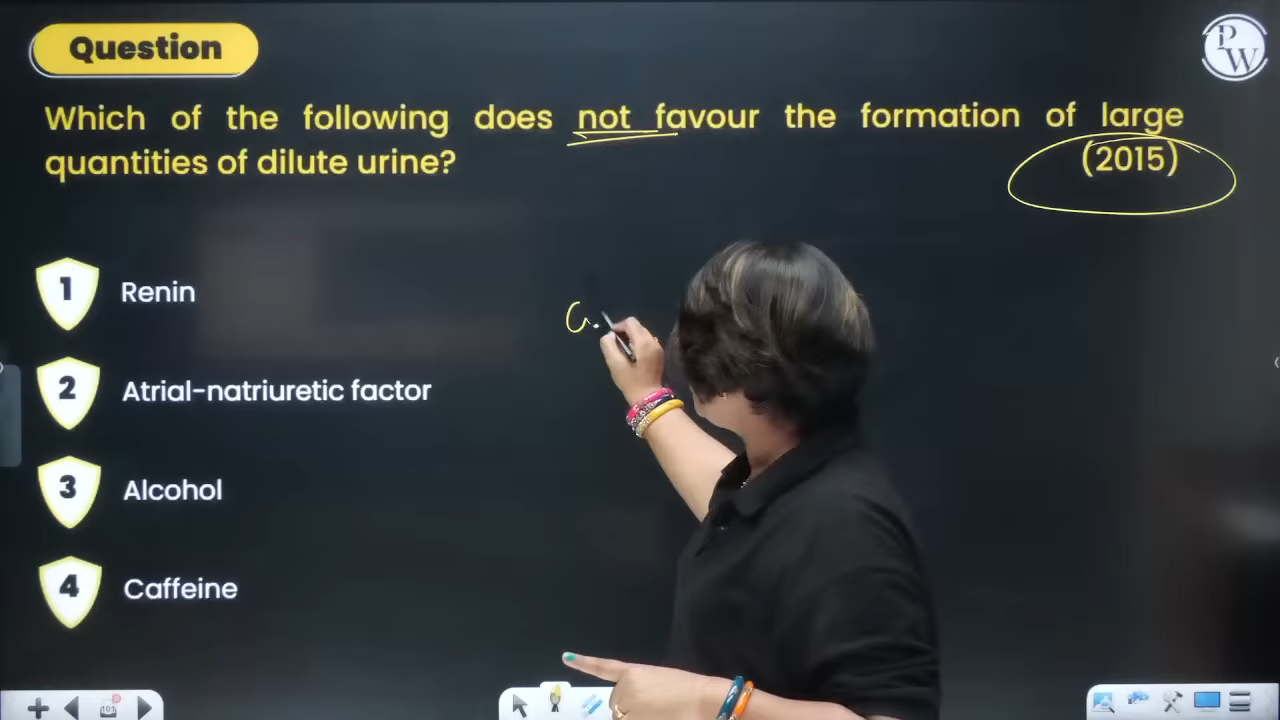 Question
PW
Which of the following does not favour the formation of large
quantities of dilute urine? (2015)
1 Renin
G.
2 Atrial-natriuretic factor
3 Alcohol
4 Caffeine